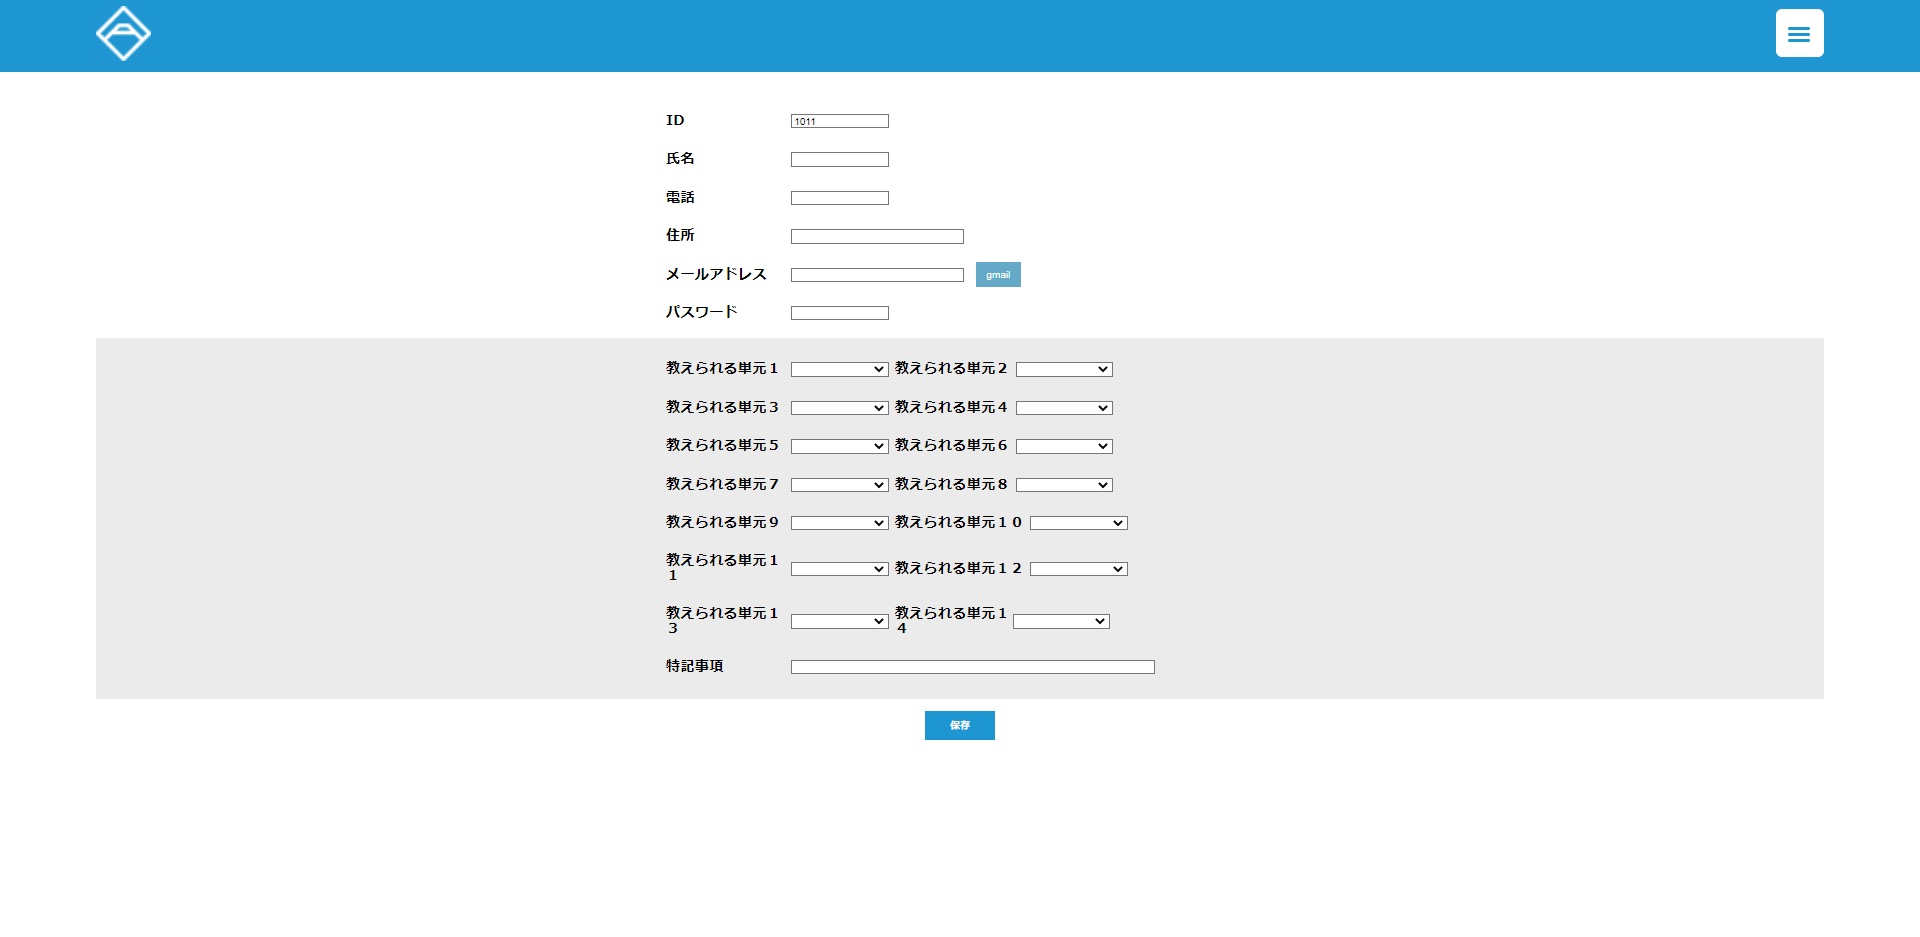 ID 1011
氏名
電話
住所
メールアドレス gmail
パスワード
教えられる単元１ 教えられる単元２
教えられる単元３ 教えられる単元４
教えられる単元５ 教えられる単元６
教えられる単元７ 教えられる単元８
教えられる単元９ 教えられる単元１０
教えられる単元１
１
教えられる単元１２
教えられる単元１
３
教えられる単元１
４
特記事項
保存